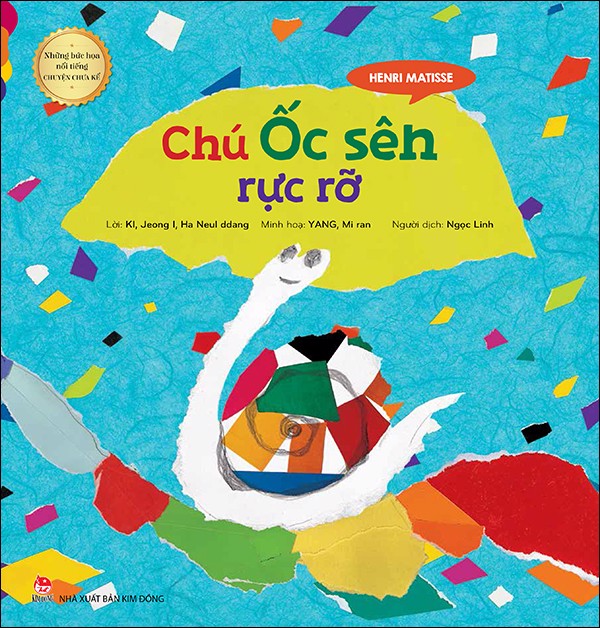 Những bức họa
nổi tiếng
CHUYỆN CHƯA KỂ
HENRI MATISSE
Chú Ốc sên
rực rỡ
Lời: KI, Jeong I, Ha Neul ddang Minh hoạ: YANG, Mi ran Người dịch: Ngọc Linh
NHÀ XUẤT BẢN KIM ĐỒNG